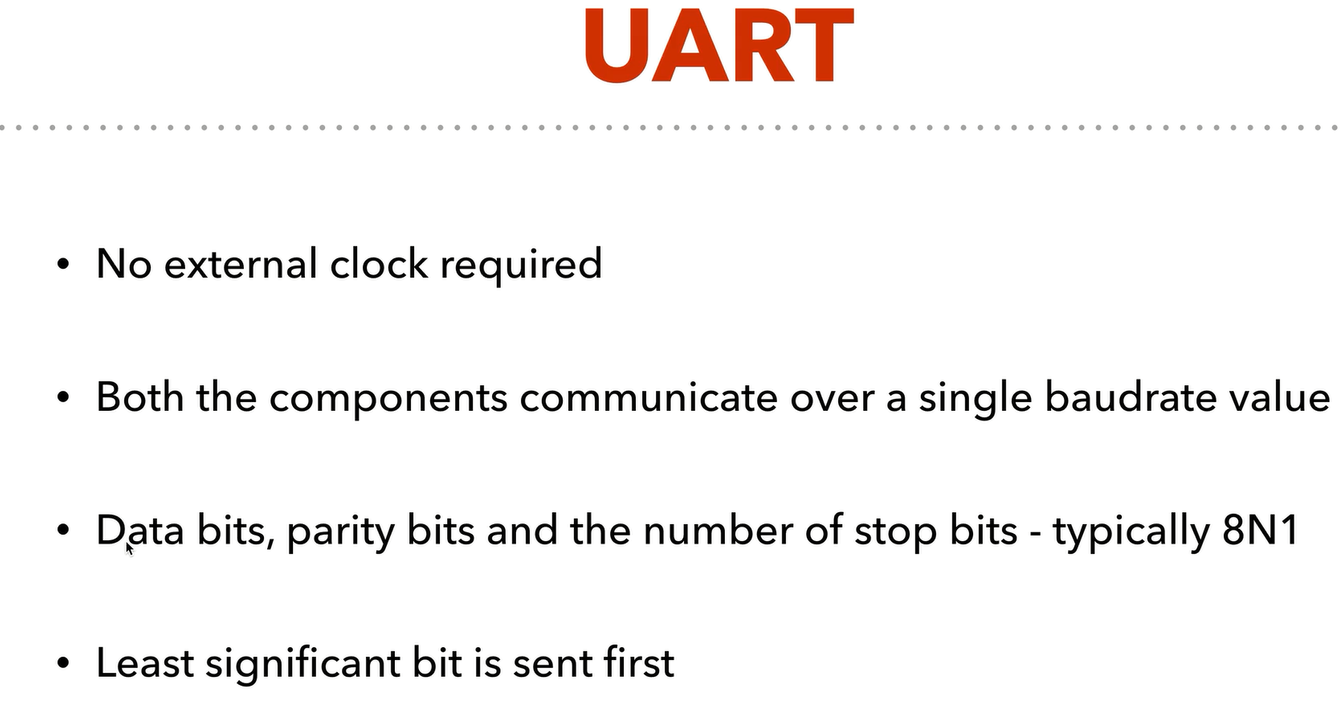 UART
• No external clock required
• Both the components communicate over a single baudrate value
• Data bits, parity bits and the number of stop bits - typically 8N1
• Least significant bit is sent first